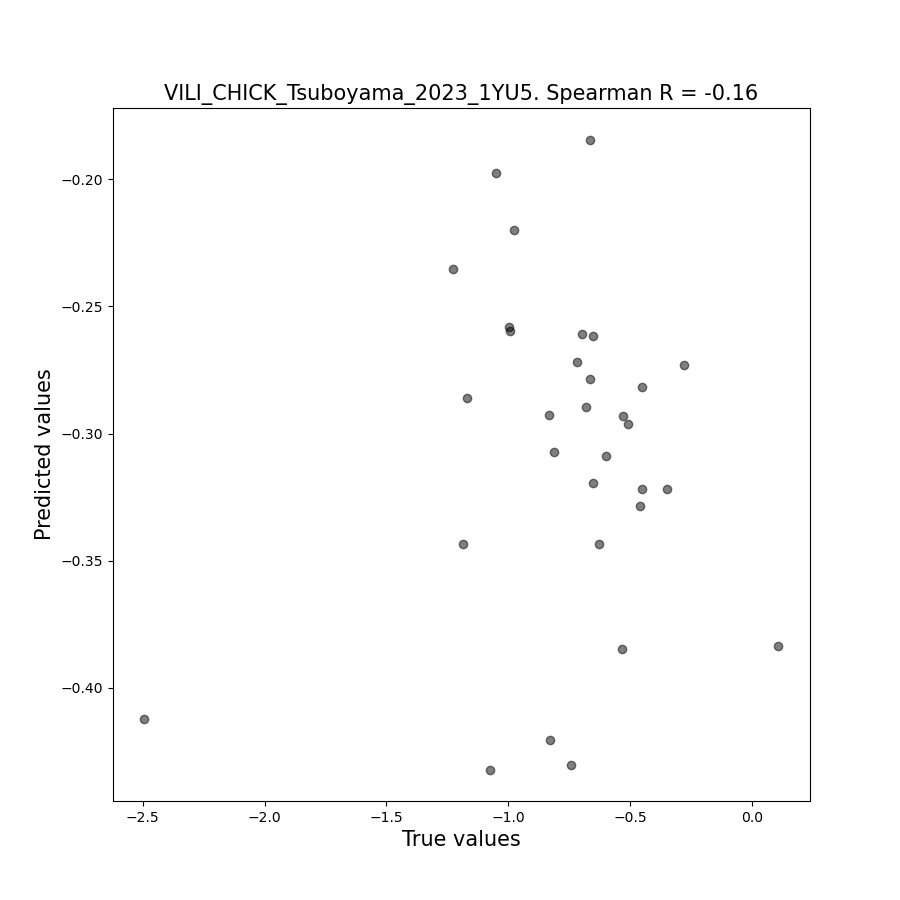 VILI_CHICK_Tsuboyama_2023_1YU5. Spearman R = -0.16
−0.20
−0.25
−0.30
−0.35
−0.40
Predicted values
−2.5 −2.0 −1.5 −1.0 −0.5 0.0
True values